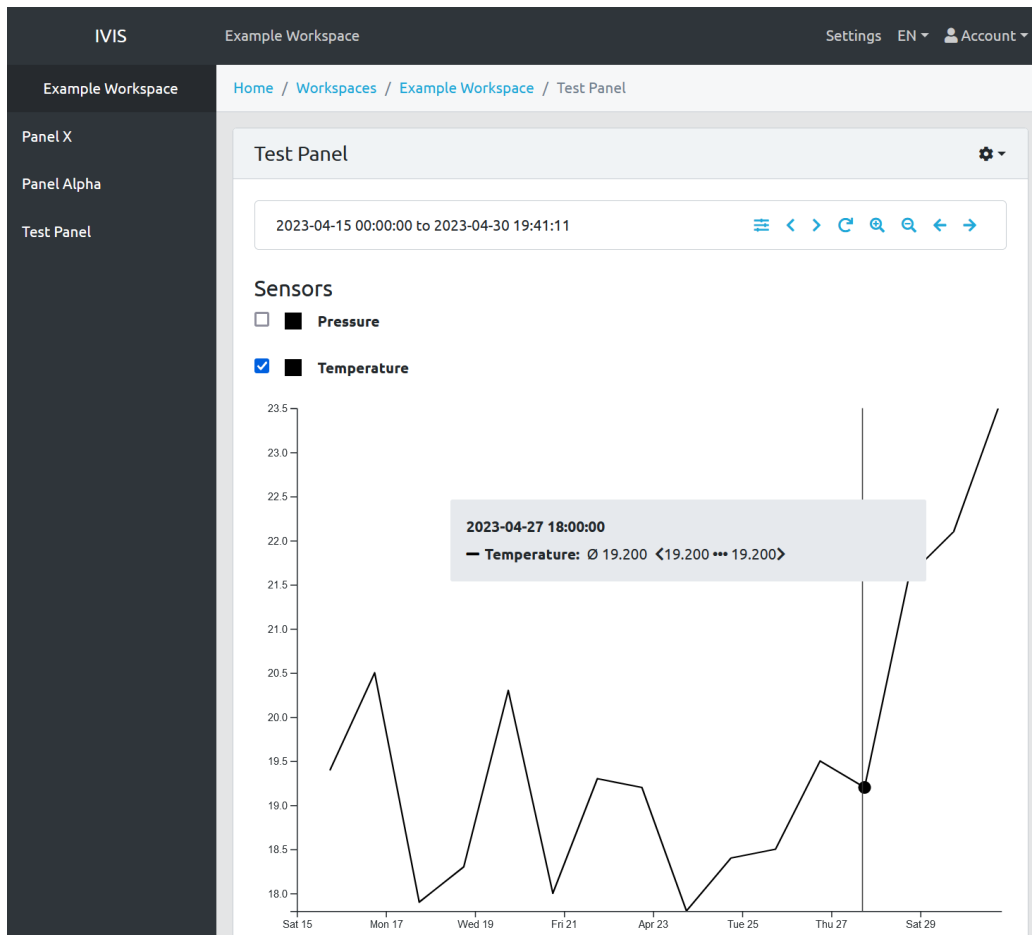 IVIS Example Workspace Settings EN Account
Example Workspace
Home / Workspaces / Example Workspace / Test Panel
Panel X
Panel Alpha
Test Panel
Test Panel
2023-04-15 00:00:00 to 2023-04-30 19:41:11
Sensors
Pressure
Temperature
23.5
23.0
22.5
22.0
21.5
21.0
20.5
20.0
19.5
19.0
18.5
18.0
2023-04-27 18:00:00
Temperature: Ø 19.200 <19.200 ••• 19.200>
Sat 15 Mon 17 Wed 19 Fri 21 Apr 23 Tue 25 Thu 27 Sat 29